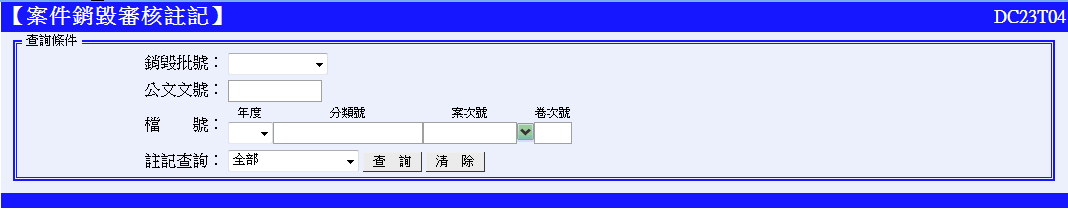 【案件銷毀審核註記】 DC23T04
查詢條件
銷毀批號：
公文文號：
年度 分類號 案次號 卷次號
檔 號：
註記查詢： 全部 查 詢 清 除